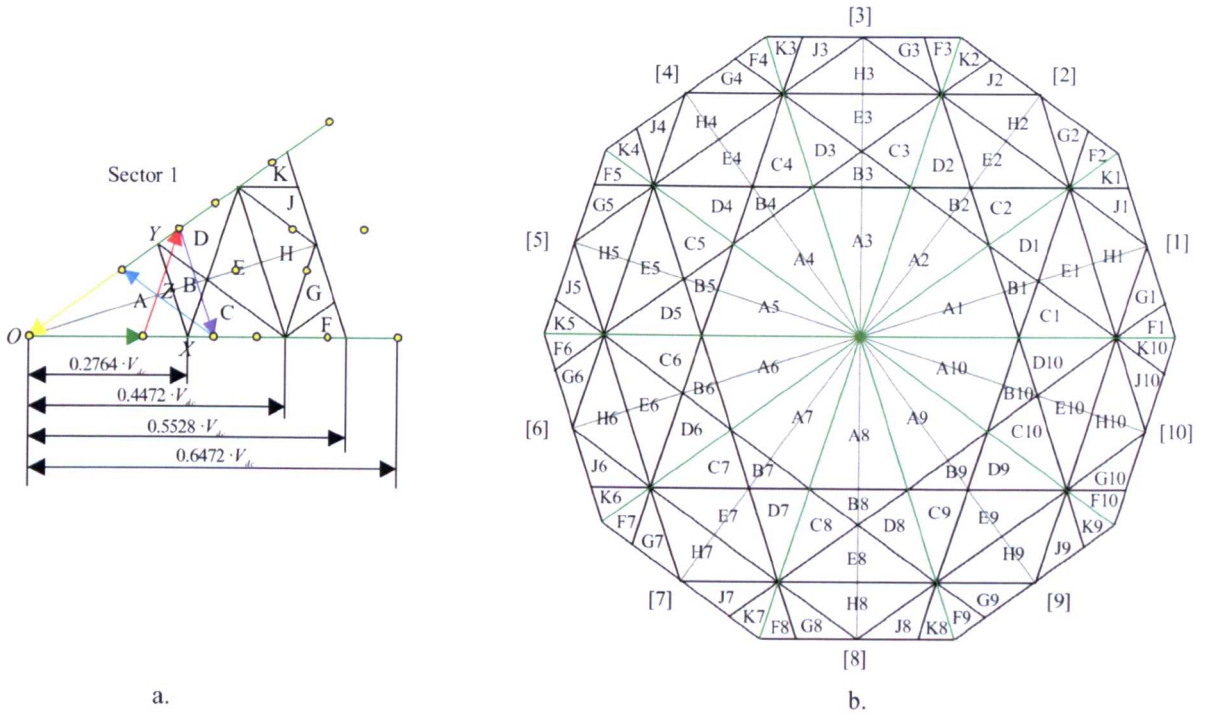 Sector 1
K
J
Y
D
H
E
Z
B
A
G
C
F
O
X
0.2764 · V_dc
0.4472 · V_dc
0.5528 · V_dc
0.6472 · V_dc
a.
[3]
K3 J3 G3 F3
F4 K2
[4] G4 H3 J2 [2]
H4 E3 H2 G2
J4
K4 E4 C4 D3 C3 D2 E2 F2
F5 B3 K1
G5 D4 B4 B2 C2 J1
[5] C5 A3 D1 [1]
H5 E5 A4 A2 E1 H1
J5 B5 A5 A1 B1 G1
K5 D5 C1 F1
F6 C6 A6 A10 D10 K10
G6 J10
H6 E6 B6 B10 E10 H10
[6] D6 A7 A8 A9 C10 [10]
J6 C7 B7 B9 D9 G10
K6 F10
F7 E7 D7 B8 C9 E9 K9
G7 C8 D8 J9
H7 E8 H9
[7] J7 H8 G9 [9]
K7 F8 G8 J8 K8 F9
[8]
b.